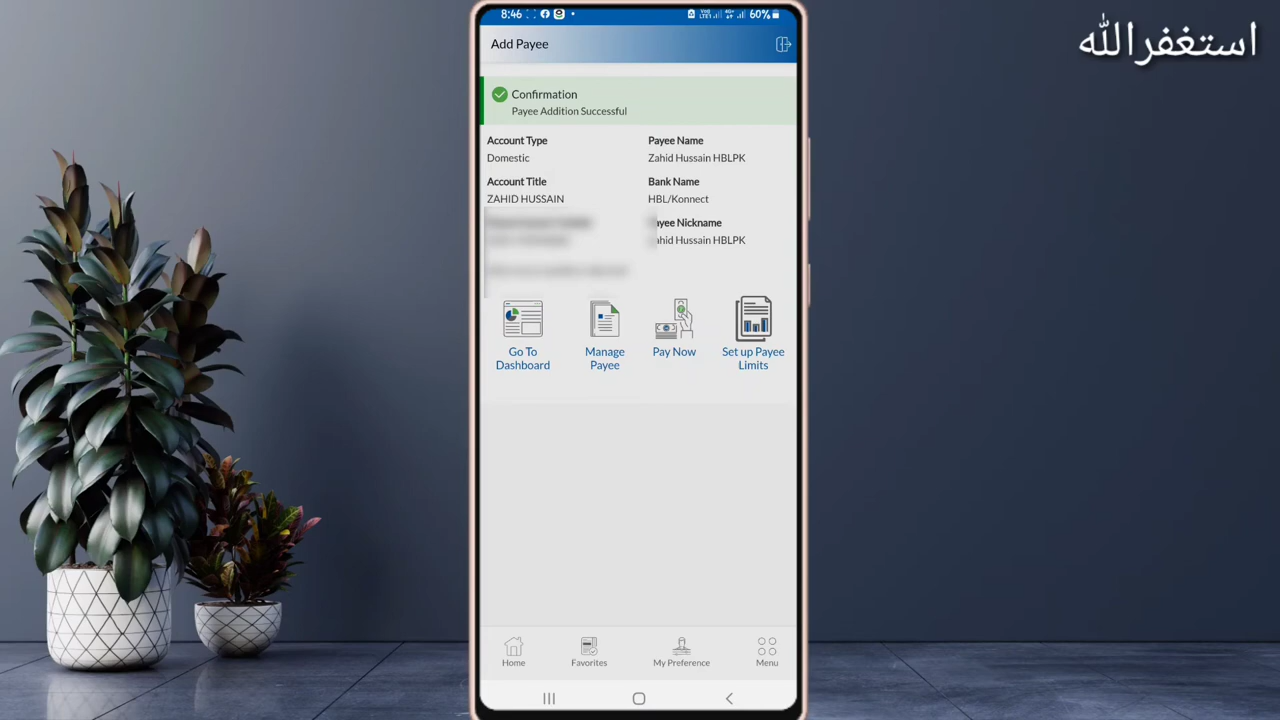 8:46
60%
استغفرالله
Add Payee
Confirmation
Payee Addition Successful
Account Type
Payee Name
Domestic
Zahid Hussain HBLPK
Account Title
Bank Name
ZAHID HUSSAIN
HBL/Konnect
ayee Nickname
ahid Hussain HBLPK
Go To
Dashboard
Manage
Payee
Pay Now
Set up Payee
Limits
Home
Favorites
My Preference
Menu